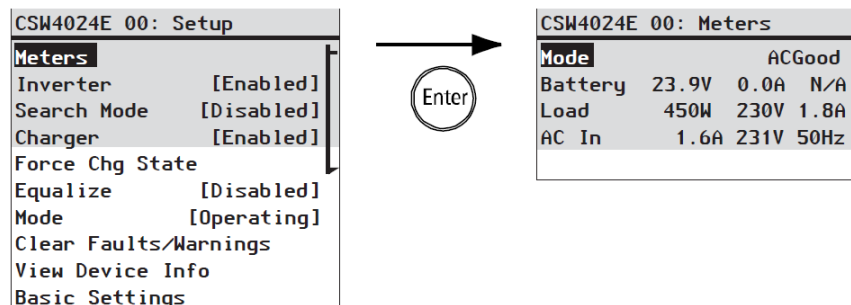 CSW4024E 00: Setup
Meters
Inverter [Enabled]
Search Mode [Disabled]
Charger [Enabled]
Force Chg State
Equalize [Disabled]
Mode [Operating]
Clear Faults/Warnings
View Device Info
Basic Settings
Enter
CSW4024E 00: Meters
Mode ACGood
Battery 23.9V 0.0A N/A
Load 450W 230V 1.8A
AC In 1.6A 231V 50Hz